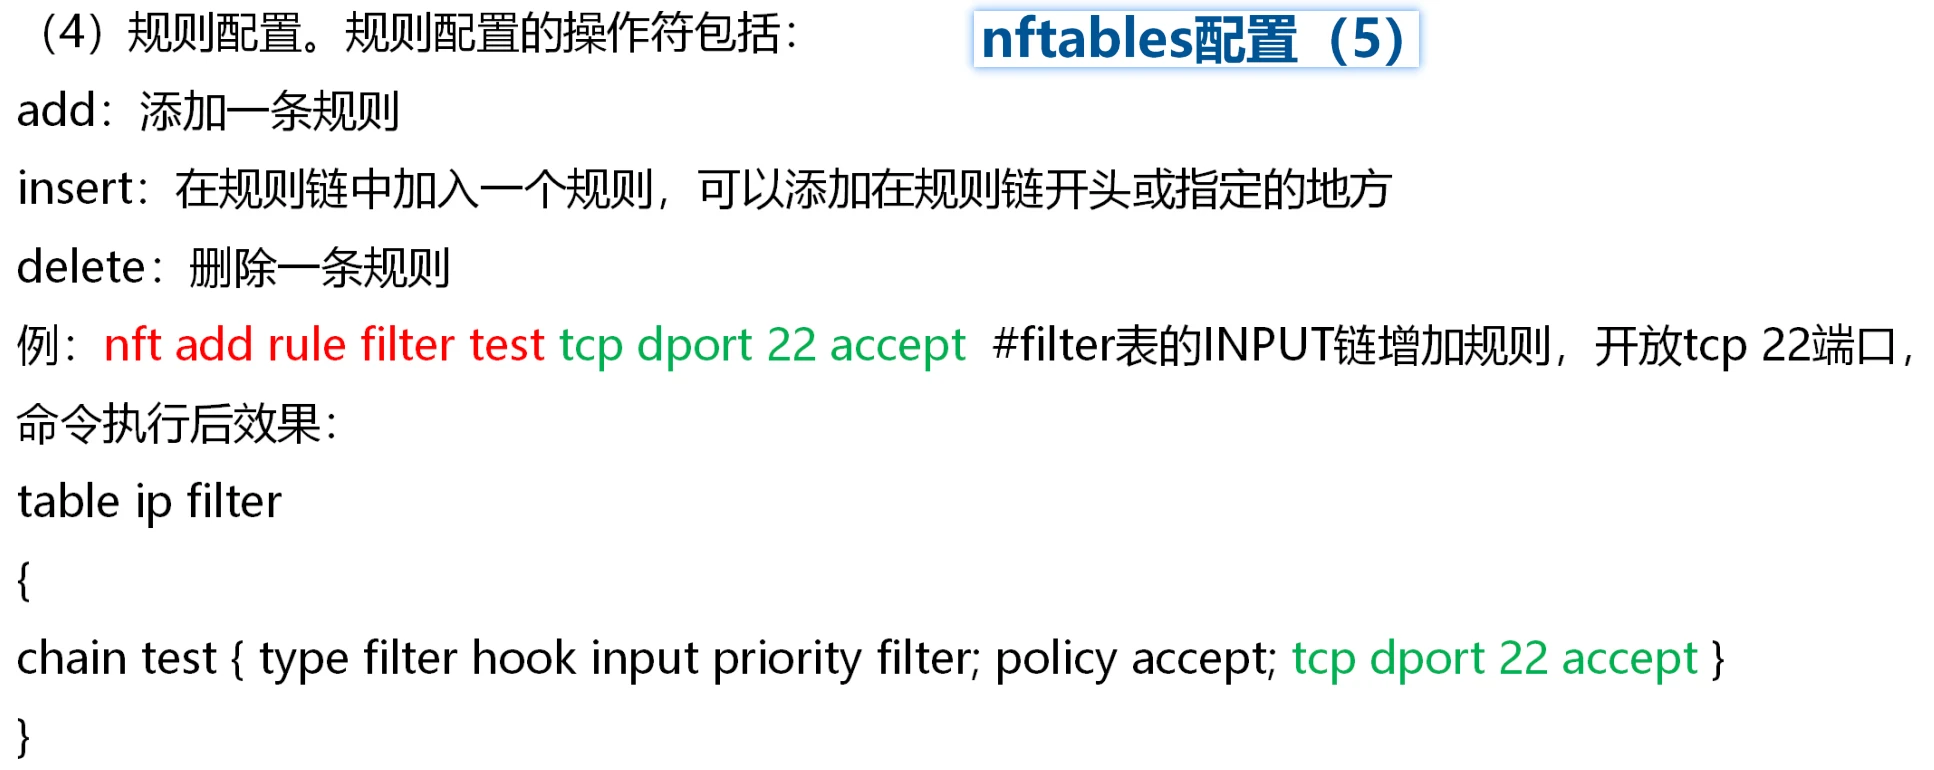 （4）规则配置。规则配置的操作符包括：
nftables配置（5）
add：添加一条规则
insert：在规则链中加入一个规则，可以添加在规则链开头或指定的地方
delete：删除一条规则
例：nft add rule filter test tcp dport 22 accept  #filter表的INPUT链增加规则，开放tcp 22端口，
命令执行后效果：
table ip filter
{
chain test { type filter hook input priority filter; policy accept; tcp dport 22 accept }
}